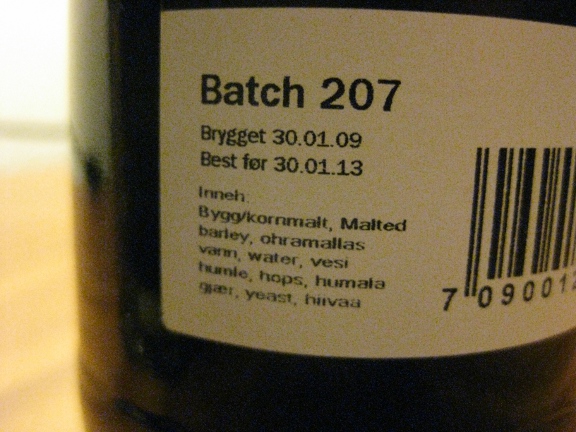 Batch 207
Brygget 30.01.09
Best før 30.01.13
Inneh:
Bygg/kornmalt, Malted
barley, ohramallas
vann, water, vesi
humle, hops, humala
gjær, yeast, hiivaa
7 09001